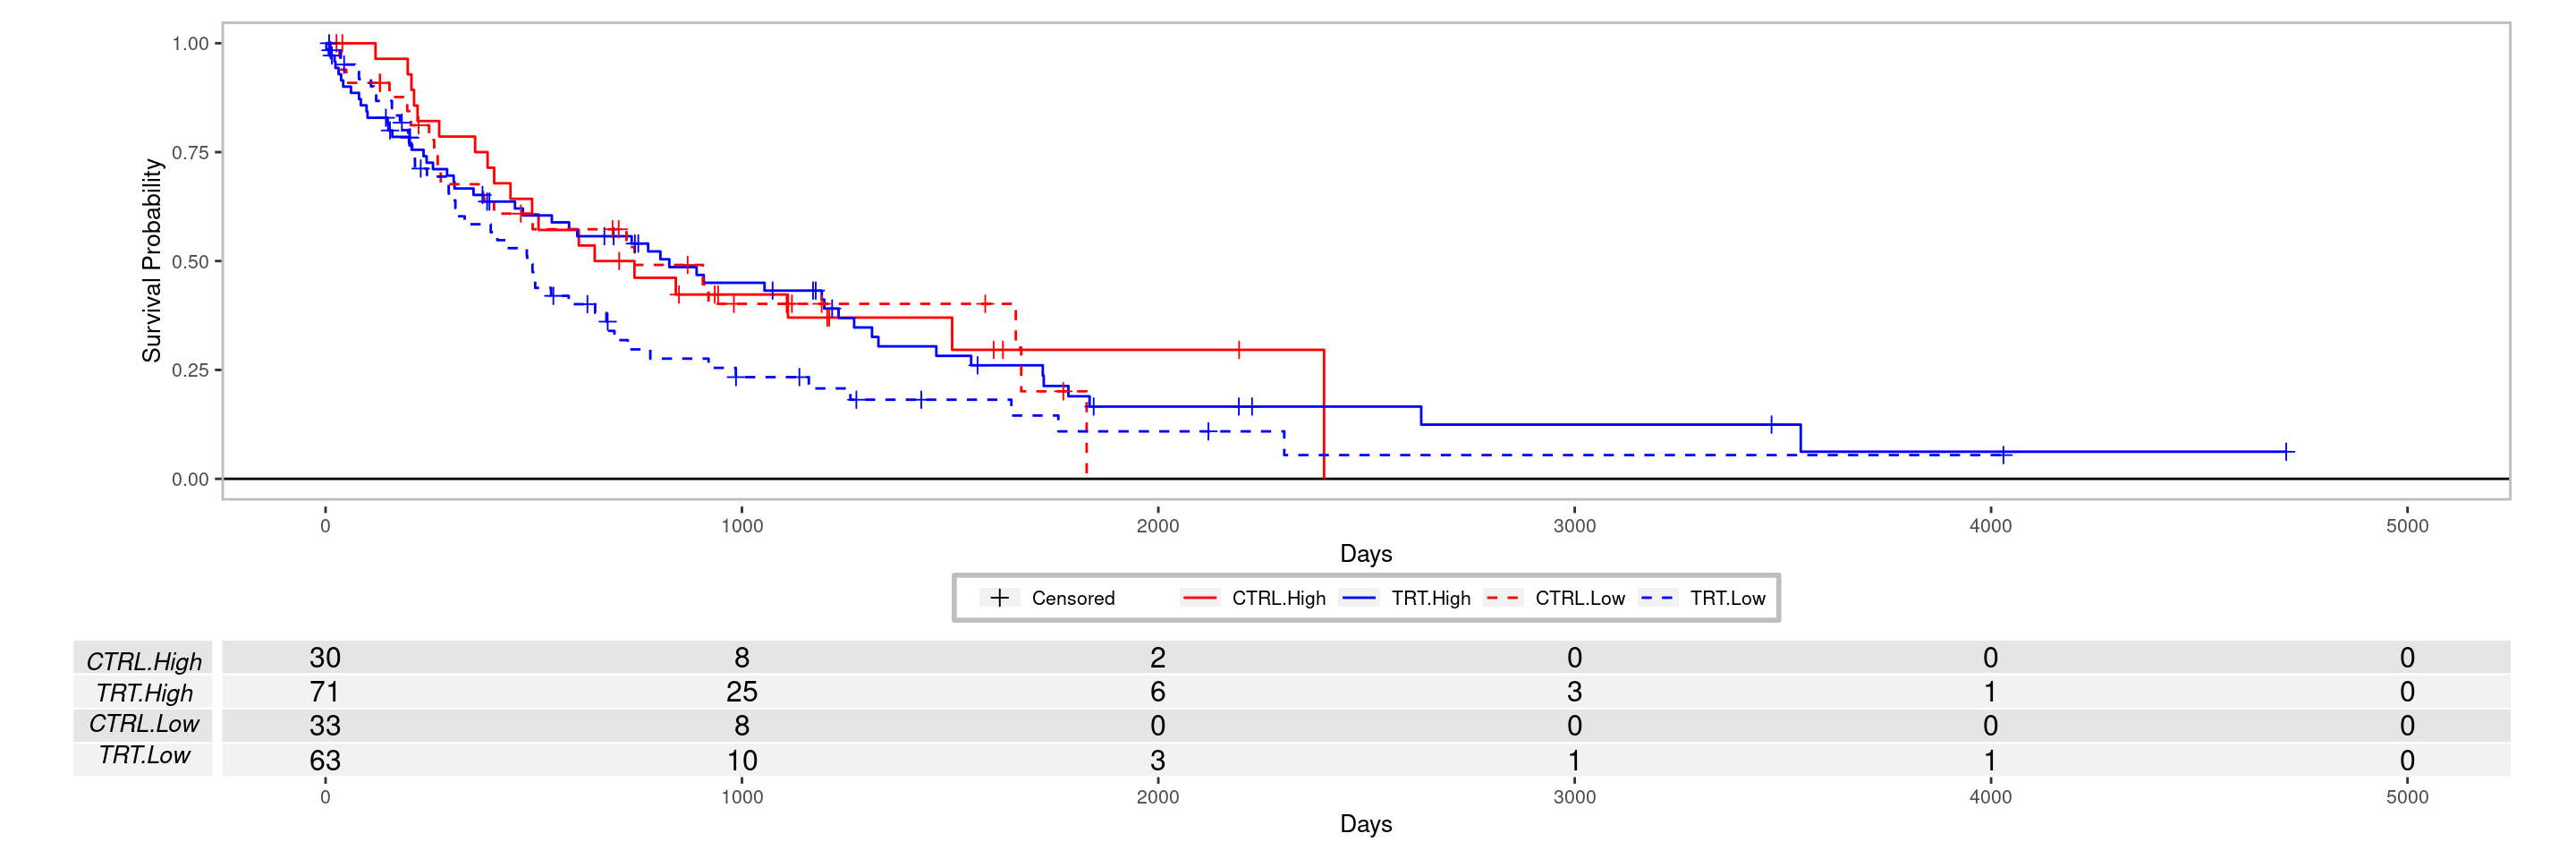 Survival Probability
1.00
0.75
0.50
0.25
0.00
0 1000 2000 3000 4000 5000
Days
Censored CTRL.High TRT.High CTRL.Low TRT.Low
CTRL.High 30 8 2 0 0 0
TRT.High 71 25 6 3 1 0
CTRL.Low 33 8 0 0 0 0
TRT.Low 63 10 3 1 1 0
0 1000 2000 3000 4000 5000
Days